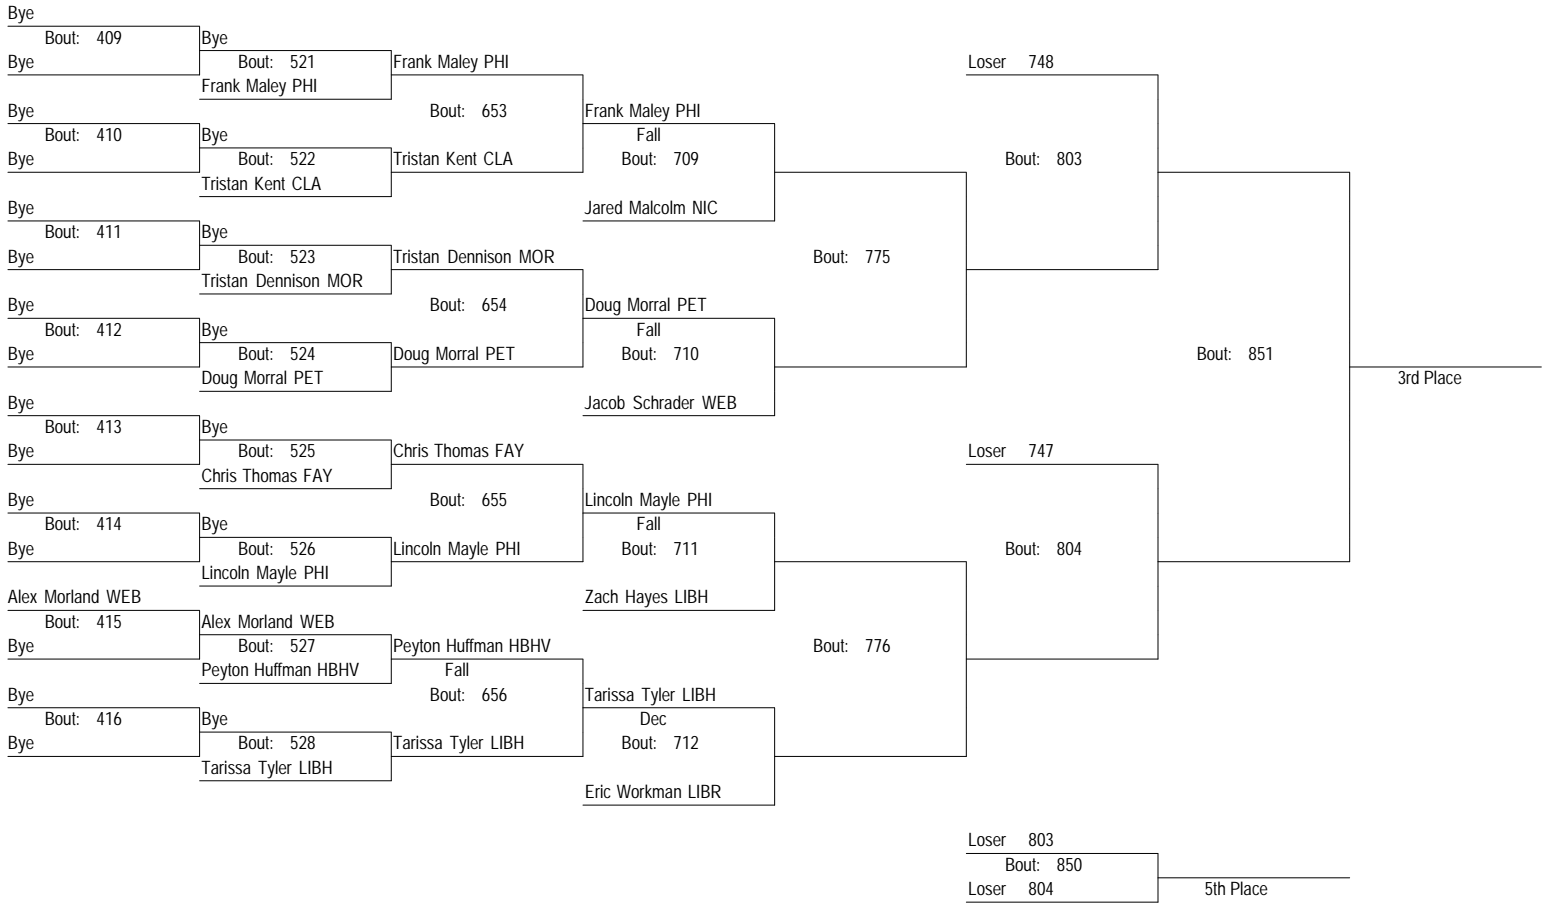 Bye
Bout: 409
Bye
Bye
Bout: 521
Frank Maley PHI
Frank Maley PHI
Bout: 653
Bye
Bout: 410
Bye
Bye
Bout: 522
Tristan Kent CLA
Tristan Kent CLA
Frank Maley PHI
Fall
Bout: 709
Jared Malcolm NIC
Bye
Bout: 411
Bye
Bye
Bout: 523
Tristan Dennison MOR
Tristan Dennison MOR
Bout: 654
Bye
Bout: 412
Bye
Bye
Bout: 524
Doug Morral PET
Doug Morral PET
Doug Morral PET
Fall
Bout: 710
Jacob Schrader WEB
Bout: 775
Bye
Bout: 413
Bye
Bye
Bout: 525
Chris Thomas FAY
Chris Thomas FAY
Bout: 655
Bye
Bout: 414
Bye
Bye
Bout: 526
Lincoln Mayle PHI
Lincoln Mayle PHI
Lincoln Mayle PHI
Fall
Bout: 711
Zach Hayes LIBH
Alex Morland WEB
Bout: 415
Bye
Alex Morland WEB
Bout: 527
Peyton Huffman HBHV
Peyton Huffman HBHV
Fall
Bout: 656
Bye
Bout: 416
Bye
Bye
Bout: 528
Tarissa Tyler LIBH
Tarissa Tyler LIBH
Tarissa Tyler LIBH
Dec
Bout: 712
Eric Workman LIBR
Bout: 776
Loser 748
Bout: 803
Loser 747
Bout: 804
Bout: 851
3rd Place
Loser 803
Bout: 850
Loser 804
5th Place